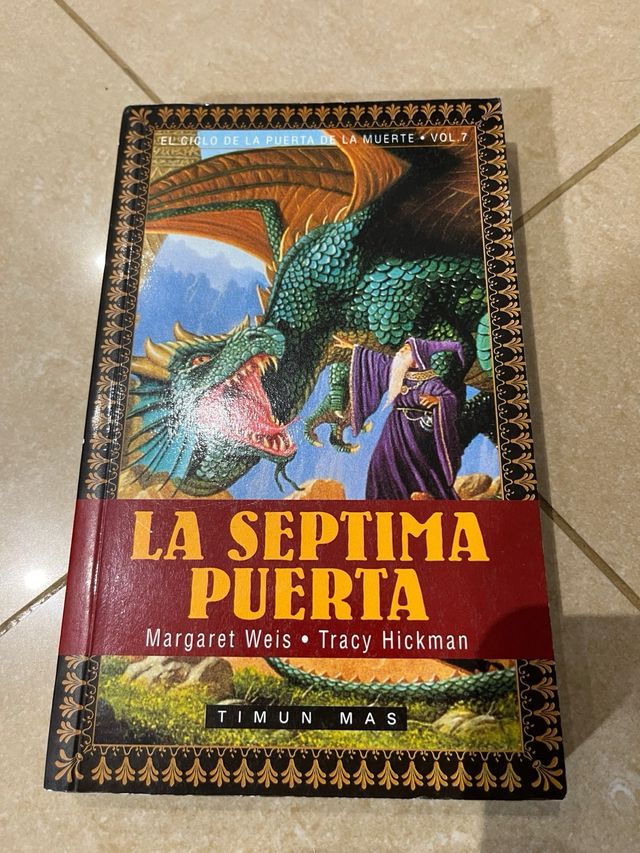 EL CICLO DE LA PUERTA DE LA MUERTE • VOL.7
LA SEPTIMA
PUERTA
Margaret Weis • Tracy Hickman
TIMUN MAS